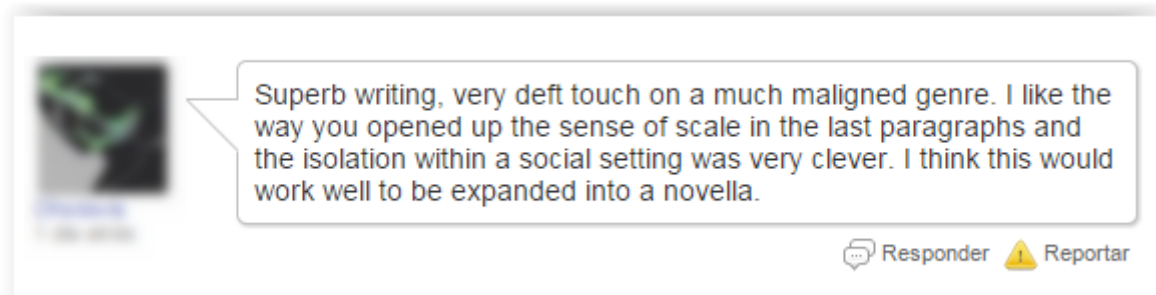 Superb writing, very deft touch on a much maligned genre. I like the
way you opened up the sense of scale in the last paragraphs and
the isolation within a social setting was very clever. I think this would
work well to be expanded into a novella.
Responder Reportar